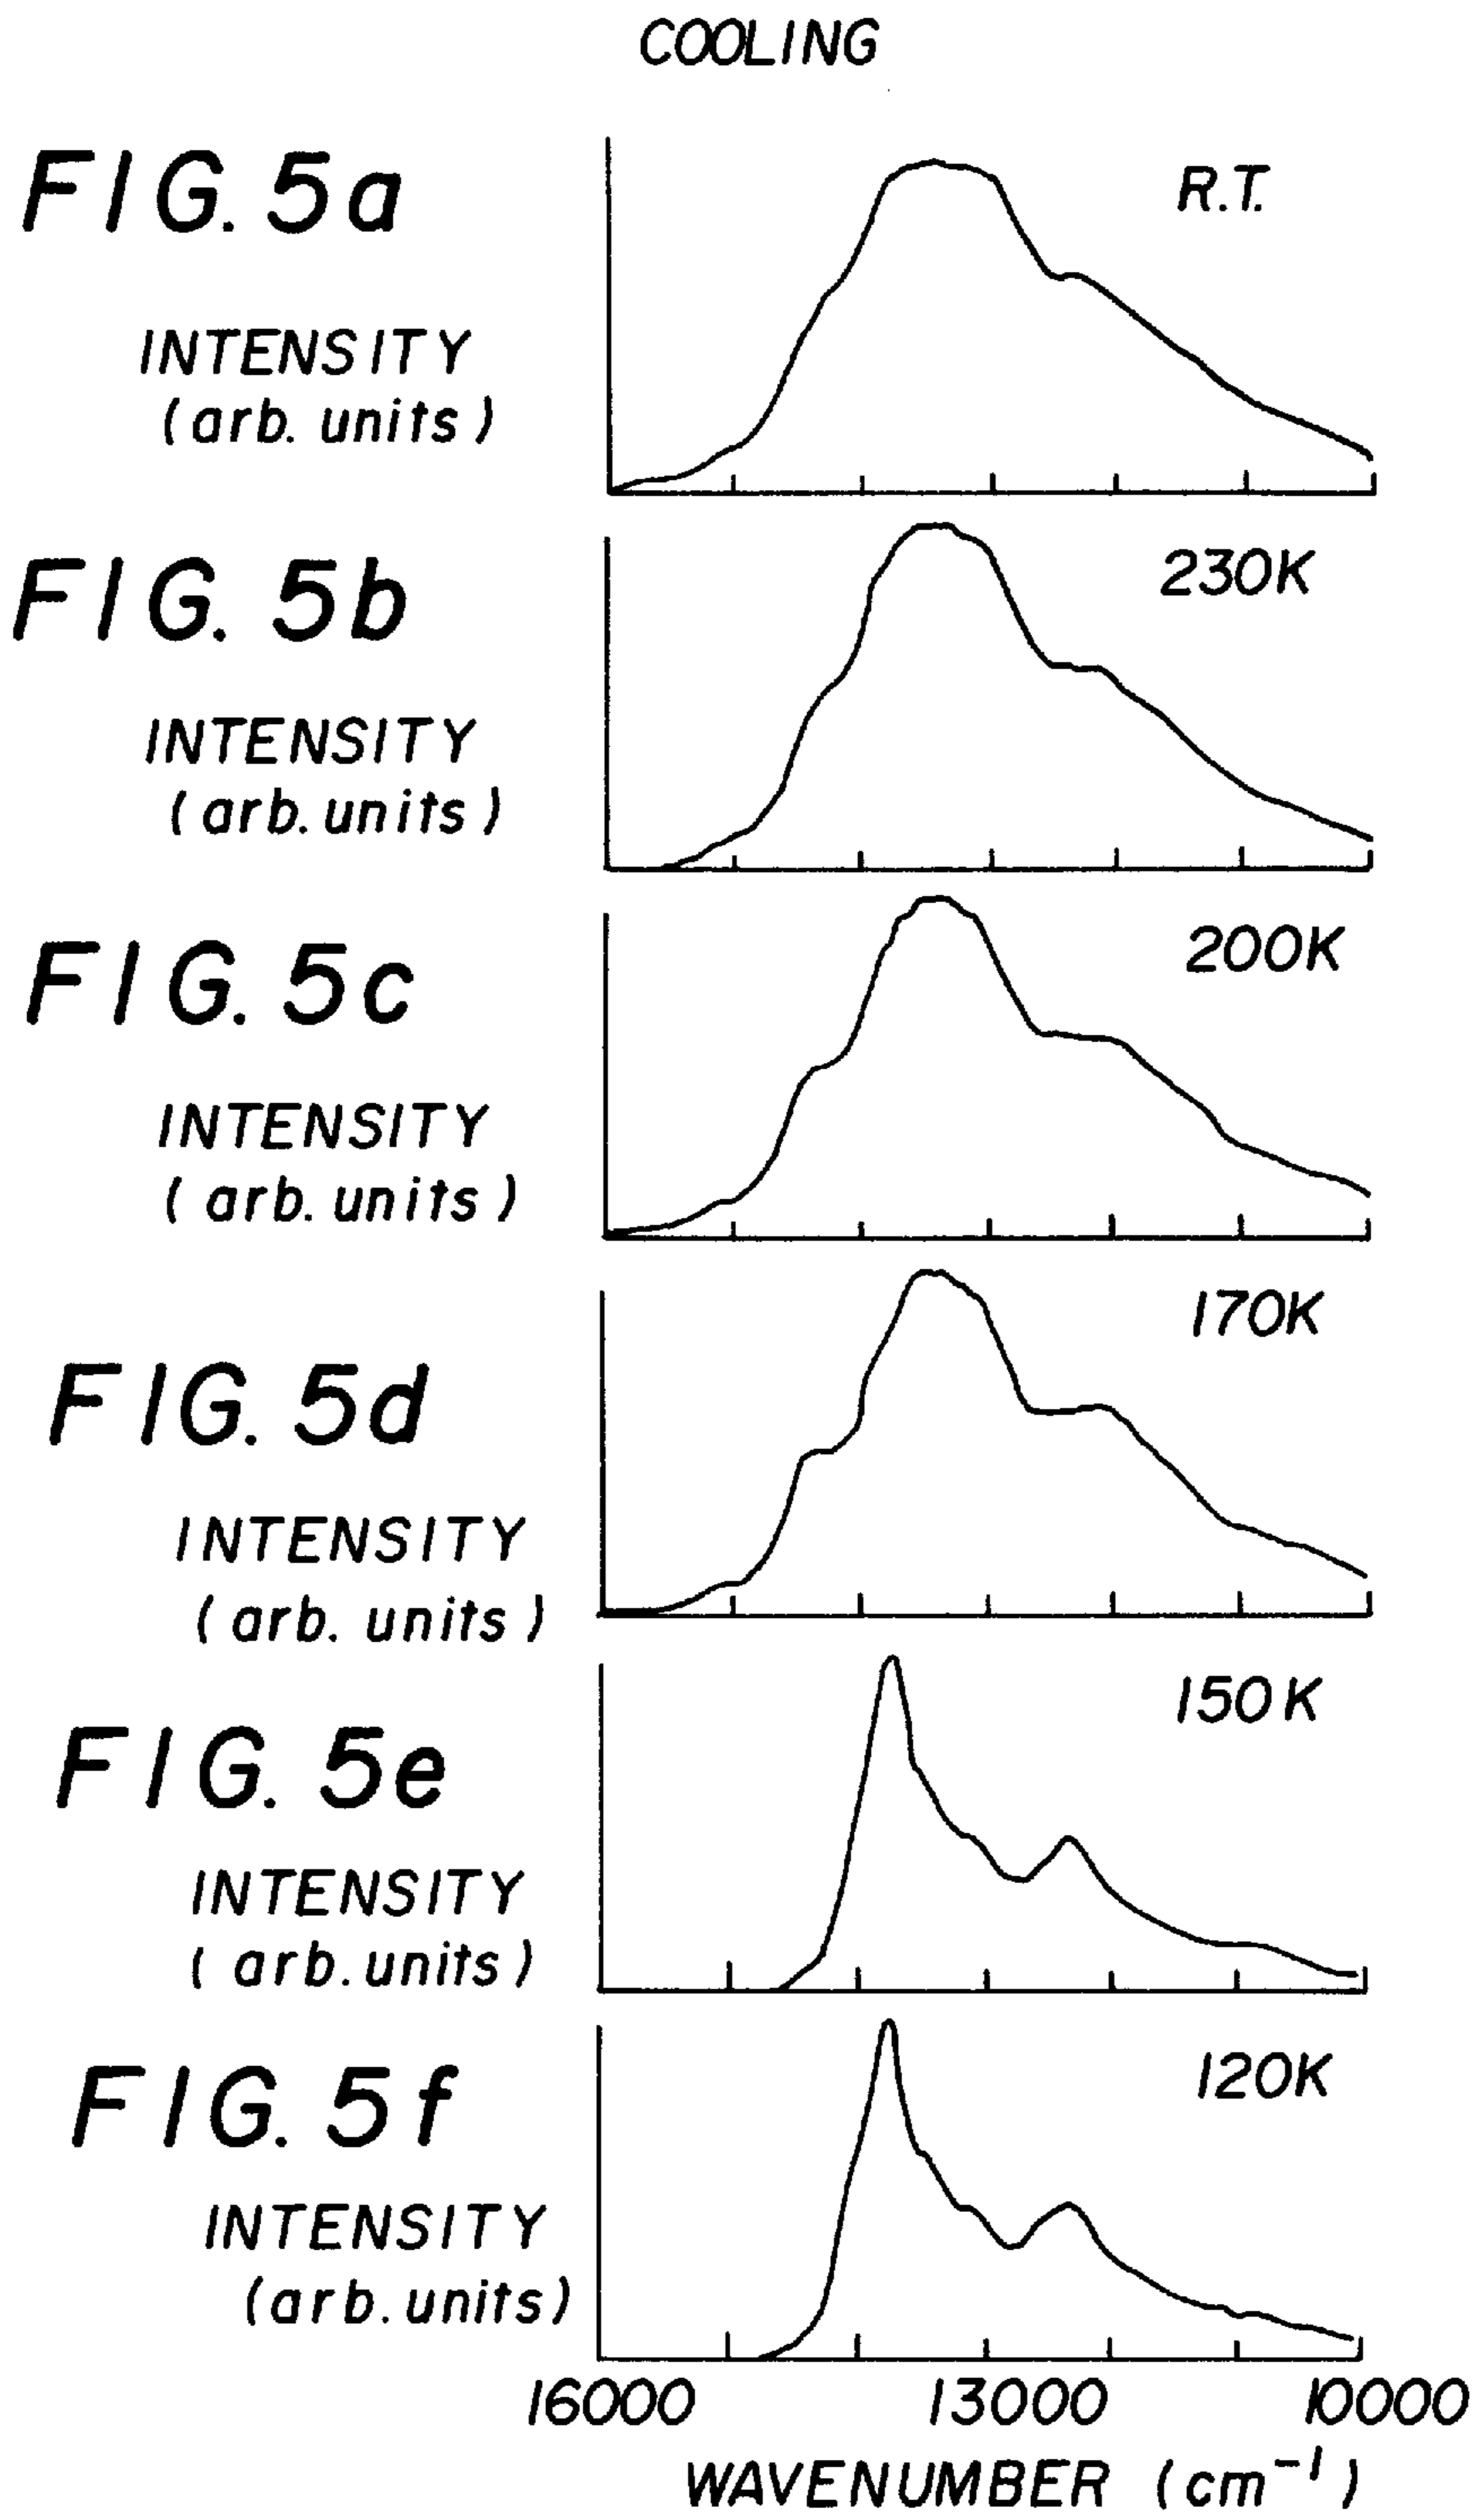 COOLING
FIG. 5a
R.T.
INTENSITY
(arb. units)
FIG. 5b
230K
INTENSITY
(arb. units)
FIG. 5c
200K
INTENSITY
(arb. units)
FIG. 5d
170K
INTENSITY
(arb. units)
FIG. 5e
150K
INTENSITY
(arb. units)
FIG. 5f
120K
INTENSITY
(arb. units)
16000 13000 10000
WAVENUMBER (cm⁻¹)